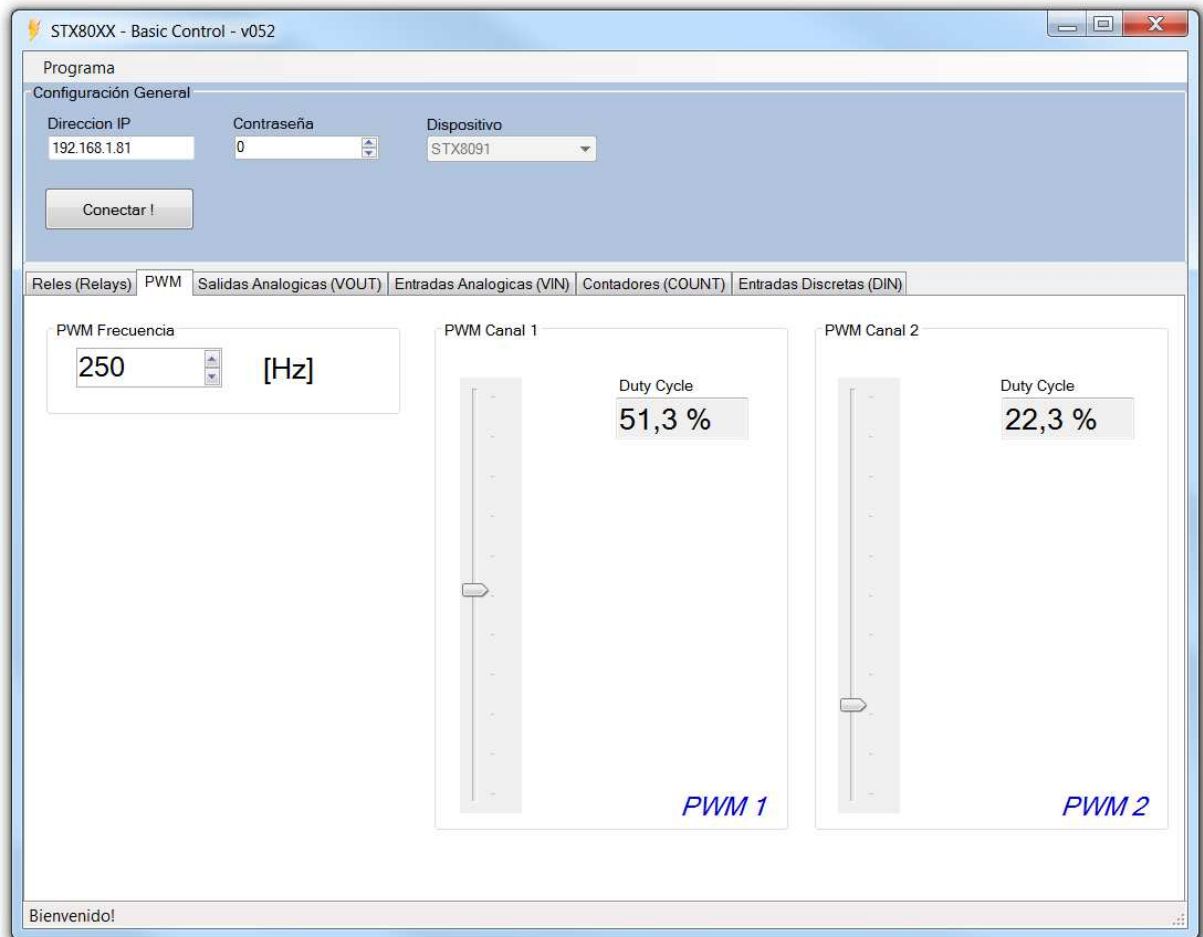 STX80XX - Basic Control - v052
Programa
Configuración General
Direccion IP
Contraseña
Dispositivo
192.168.1.81
0
STX8091
Conectar !
Reles (Relays)
PWM
Salidas Analogicas (VOUT)
Entradas Analogicas (VIN)
Contadores (COUNT)
Entradas Discretas (DIN)
PWM Frecuencia
250
[Hz]
PWM Canal 1
Duty Cycle
51,3 %
PWM 1
PWM Canal 2
Duty Cycle
22,3 %
PWM 2
Bienvenido!